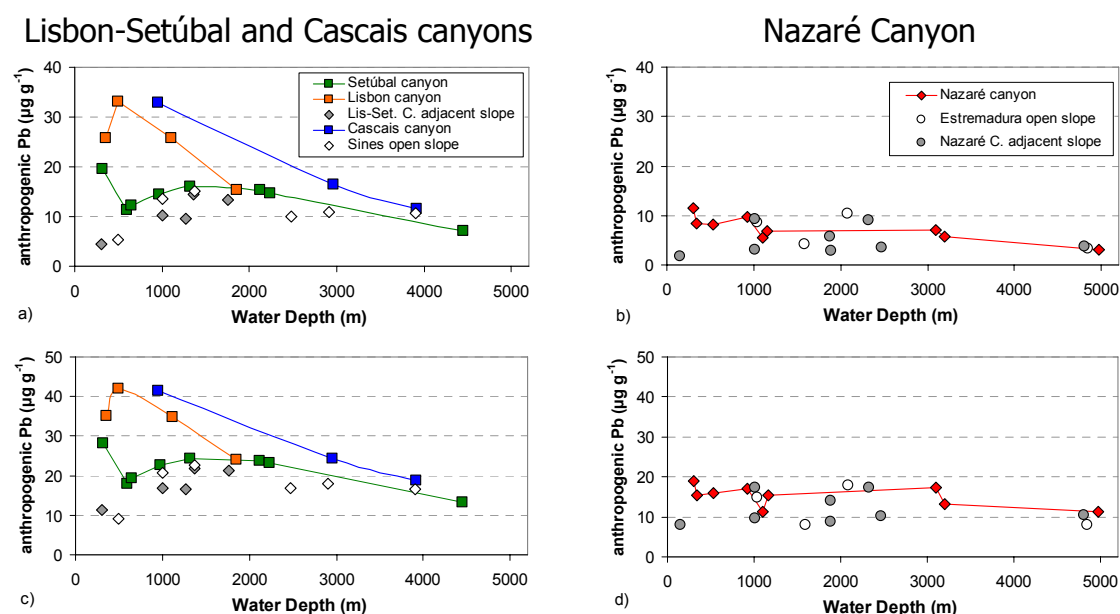 Lisbon-Setúbal and Cascais canyons
Nazaré Canyon
anthropogenic Pb (µg g⁻¹)
40
30
20
10
0
Setúbal canyon
Lisbon canyon
Lis-Set. C. adjacent slope
Cascais canyon
Sines open slope
0 1000 2000 3000 4000 5000
a)
Water Depth (m)
anthropogenic Pb (µg g⁻¹)
40
30
20
10
0
Nazaré canyon
Estremadura open slope
Nazaré C. adjacent slope
0 1000 2000 3000 4000 5000
b)
Water Depth (m)
anthropogenic Pb (µg g⁻¹)
50
40
30
20
10
0
0 1000 2000 3000 4000 5000
c)
Water Depth (m)
anthropogenic Pb (µg g⁻¹)
50
40
30
20
10
0
0 1000 2000 3000 4000 5000
d)
Water Depth (m)